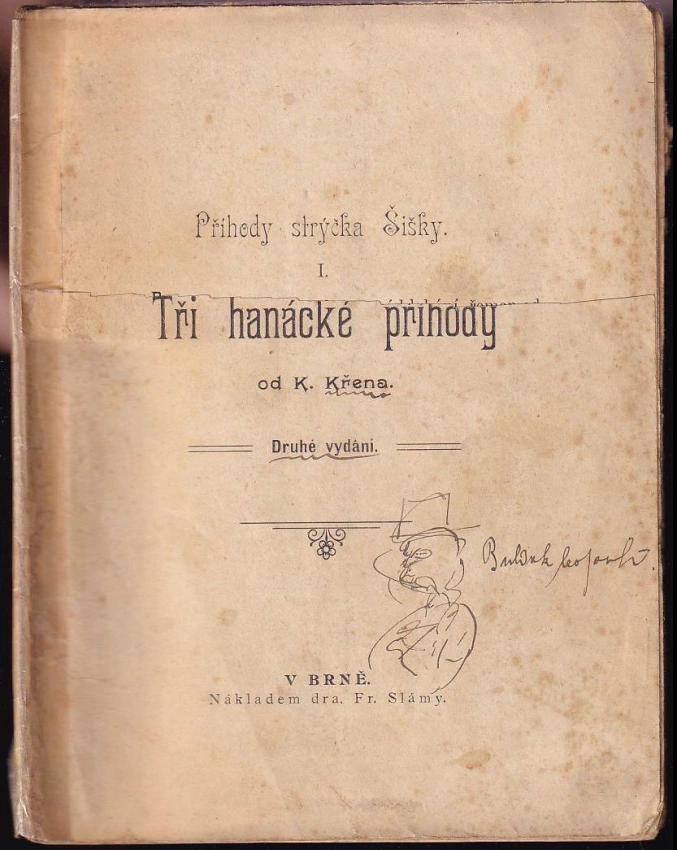 Příhody strýčka Šišky.
I.
Tři hanácké příhody
od K. Křena.
Druhé vydání.
V BRNĚ.
Nákladem dra. Fr. Slámy.